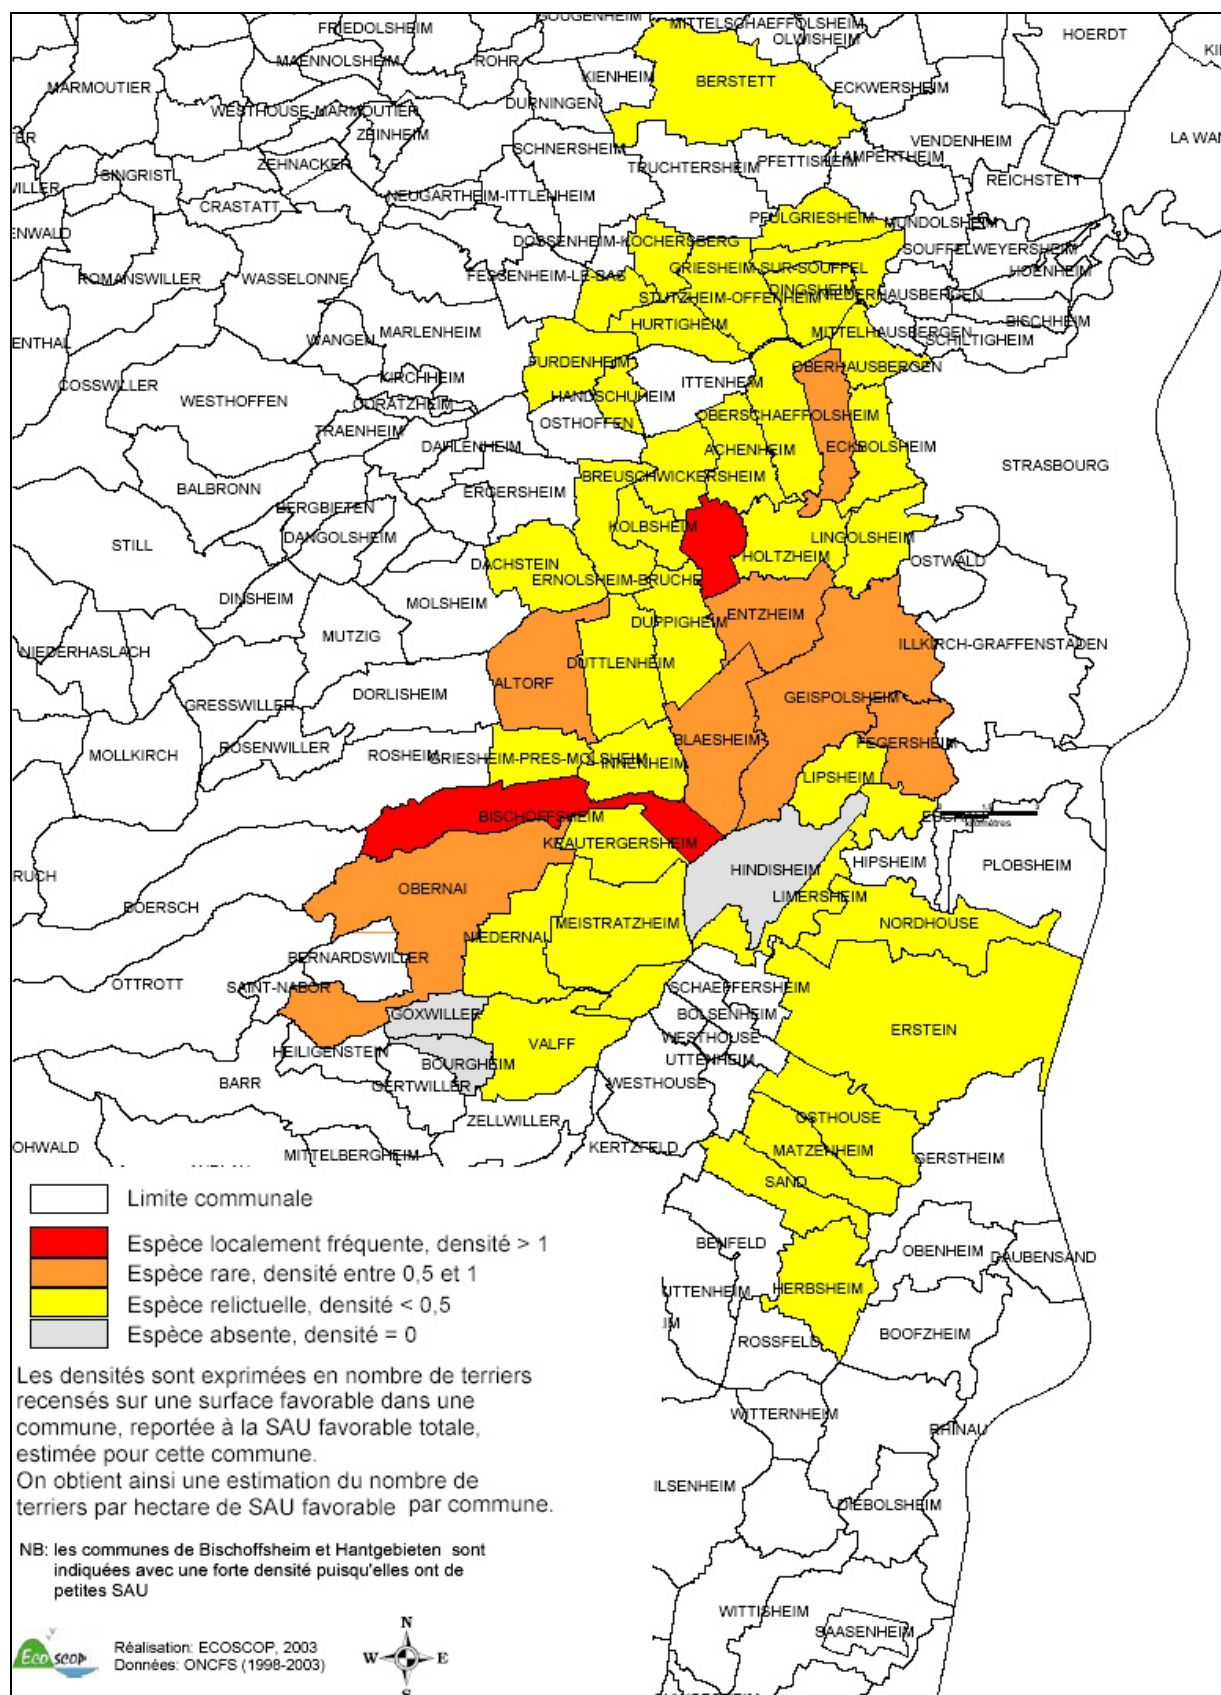 GOUGENHEIM
MITTELSCHAEFFOLSHEIM
FRIEDOLSHEIM
OLWISHEIM
HOERDT
KI
MAENNOLSHEIM
ROHR
KIENHEIM
BERSTETT
ECKWERSHEIM
MARMOUTIER
WESTHOUSE-MARMOUTIER
DURNINGEN
ZEINHEIM
SCHNERSHEIM
VENDENHEIM
LA WAN
ZEHNACKER
TRUCHTERSHEIM
PFETTISHEIM
LAMPERTHEIM
SINGRIST
WILLER
REICHSTETT
NEUGARTHEIM-ITTLENHEIM
CRASTATT
PFULGRIESHEIM
MUNDOLSHEIM
ENWALD
DOSSENHEIM-KOCHERSBERG
SOUFFELWEYERSHEIM
ROMANSWILLER
WASSELONNE
FESSENHEIM-LE-BAS
GRIESHEIM-SUR-SOUFFEL
HOENHEIM
DINGSHEIM
STUTZHEIM-OFFENHEIM
NIEDERHAUSBERGEN
HURTIGHEIM
BISCHHEIM
MARLENHEIM
WANGEN
MITTELHAUSBERGEN
SCHILTIGHEIM
ENTHAL
FURDENHEIM
OBERHAUSBERGEN
COSSWILLER
KIRCHHEIM
ITTENHEIM
WESTHOFFEN
ODRATZHEIM
HANDSCHUHEIM
OBERSCHAEFFOLSHEIM
OSTHOFFEN
TRAENHEIM
DAHLENHEIM
ACHENHEIM
ECKBOLSHEIM
STRASBOURG
BREUSCHWICKERSHEIM
BALBRONN
ERGERSHEIM
BERGBIETEN
KOLBSHEIM
DANGOLSHEIM
LINGOLSHEIM
STILL
HOLTZHEIM
OSTWALD
DACHSTEIN
ERNOLSHEIM-BRUCHE
DINSHEIM
MOLSHEIM
ENTZHEIM
DUPPIGHEIM
MUTZIG
ILLKIRCH-GRAFFENSTADEN
NIEDERHASLACH
DUTTLENHEIM
ALTORF
DORLISHEIM
GEISPOLSHEIM
GRESSWILLER
BLAESHEIM
FEGERSHEIM
ROSENWILLER
MOLLKIRCH
ROSHEIM
GRIESHEIM-PRES-MOLSHEIM
INNENHEIM
LIPSHEIM
BISCHOFFSHEIM
kilomètres
KRAUTERGERSHEIM
HINDISHEIM
HIPSHEIM
PLOBSHEIM
RUCH
OBERNAI
LIMERSHEIM
BOERSCH
MEISTRATZHEIM
NORDHOUSE
NIEDERNAI
BERNARDSWILLER
OTTROTT
SAINT-NABOR
SCHAEFFERSHEIM
GOXWILLER
BOLSENHEIM
ERSTEIN
WESTHOUSE
VALFF
HEILIGENSTEIN
UTTENHEIM
BOURGHEIM
BARR
GERTWILLER
WESTHOUSE
ZELLWILLER
OSTHOUSE
OHWALD
MITTELBERGHEIM
KERTZFELD
MATZENHEIM
GERSTHEIM
SAND
Limite communale
BENFELD
OBENHEIM
DAUBENSAND
Espèce localement fréquente, densité > 1
Espèce rare, densité entre 0,5 et 1
UTTENHEIM
HERBSHEIM
Espèce relictuelle, densité < 0,5
IM
Espèce absente, densité = 0
ROSSFELD
BOOFZHEIM
Les densités sont exprimées en nombre de terriers
recensés sur une surface favorable dans une
commune, reportée à la SAU favorable totale,
estimée pour cette commune.
On obtient ainsi une estimation du nombre de
terriers par hectare de SAU favorable par commune.
WITTERNHEIM
RHINAU
ILSENHEIM
DIEBOLSHEIM
NB: les communes de Bischoffsheim et Hantgebieten sont
indiquées avec une forte densité puisqu'elles ont de
petites SAU
WITTISHEIM
SAASENHEIM
Ecoscop
Réalisation: ECOSCOP, 2003
Données: ONCFS (1998-2003)
N
W E
S